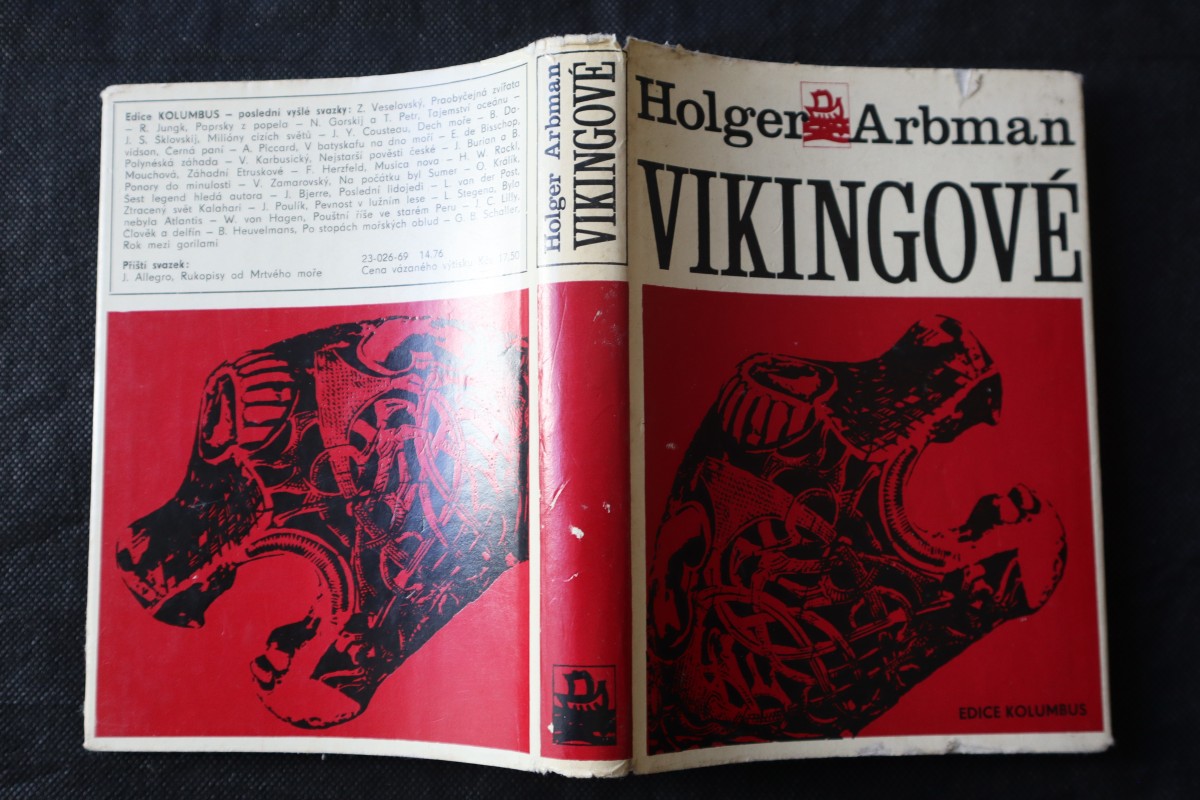 Edice KOLUMBUS – poslední vyšlé svazky: Z. Veselovský, Praobyčejná zvířata
– R. Jungk, Paprsky z popela – N. Gorskij a T. Petr, Tajemství oceánu –
J. S. Šklovskij, Milióny cizích světů – J. Y. Cousteau, Dech moře – B. Da-
vidson, Černá paní – A. Piccard, V batyskafu na dno moří – E. de Bisschop,
Polynéská záhada – V. Karbusický, Nejstarší pověsti české – J. Burian a B.
Mouchová, Záhadní Etruskové – F. Herzfeld, Musica nova – H. W. Rackl,
Ponory do minulosti – V. Zamarovský, Na počátku byl Sumer – O. Králík,
Šest legend hledá autora – J. Bjerre, Poslední lidojedi – L. van der Post,
Ztracený svět Kalahari – J. Poulík, Pevnost v lužním lese – L. Stegena, Byla
nebyla Atlantis – W. von Hagen, Pouštní říše ve starém Peru – J. C. Lilly,
Člověk a delfín – B. Heuvelmans, Po stopách mořských oblud – G. B. Schaller,
Rok mezi gorilami
Příští svazek:
J. Allegro, Rukopisy od Mrtvého moře
23-026-69 14.76
Cena vázaného výtisku Kčs 17,50
Holger Arbman
VIKINGOVÉ
Holger Arbman
VIKINGOVÉ
EDICE KOLUMBUS